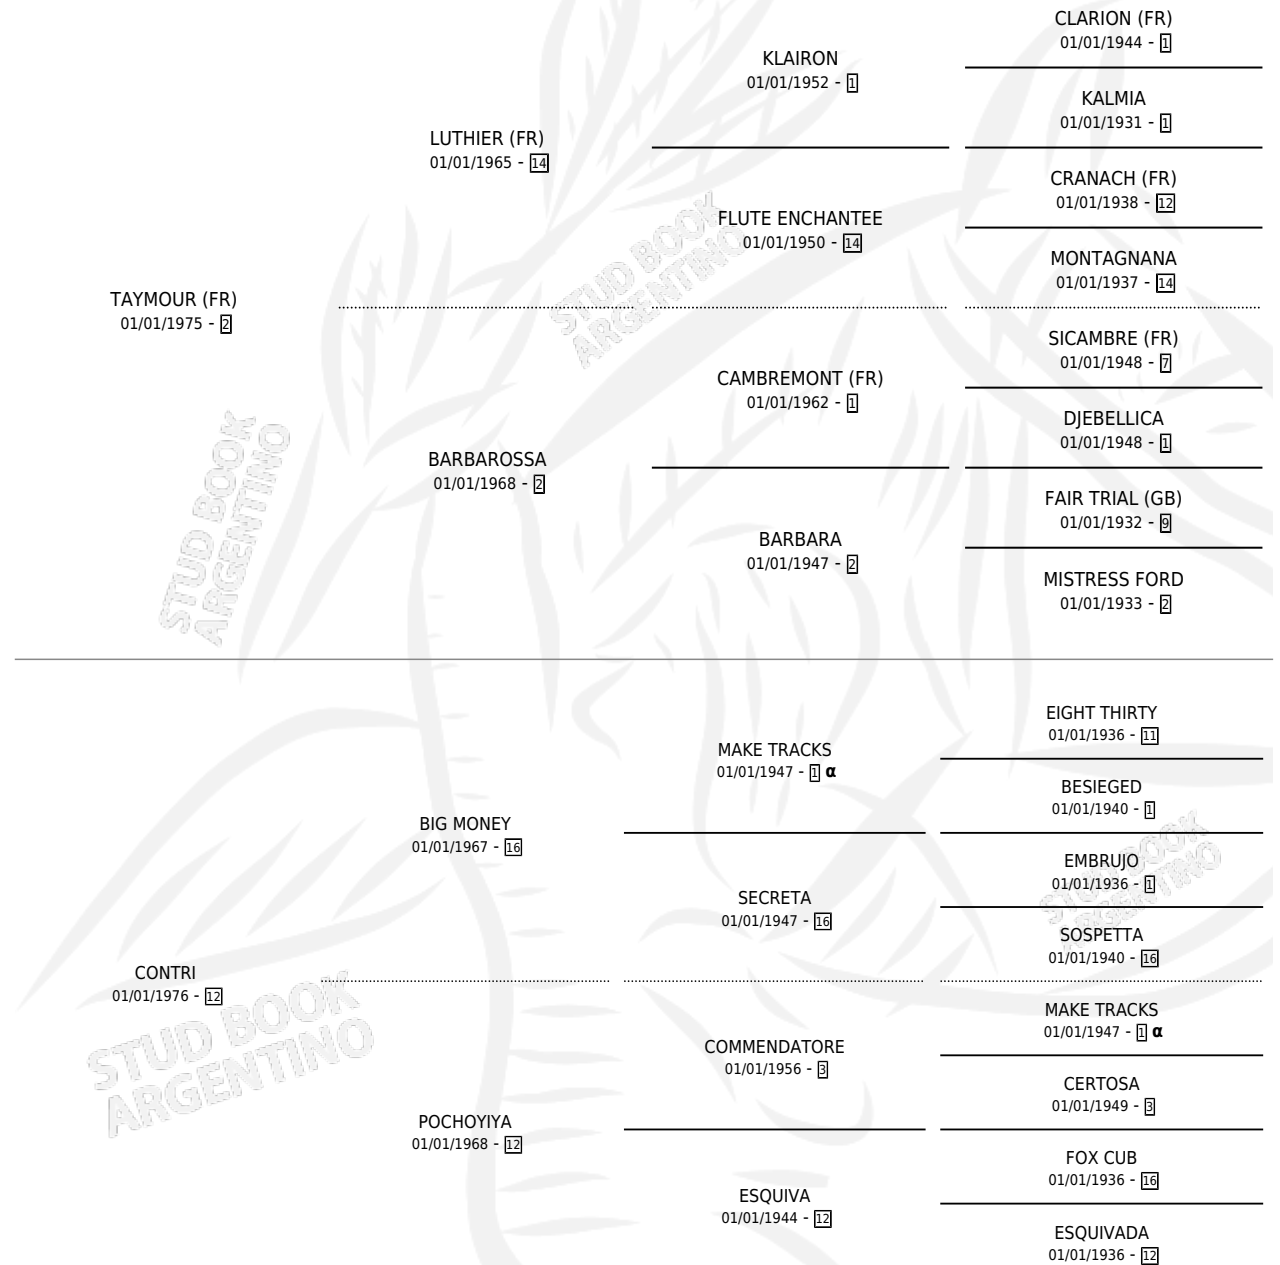 CLARION (FR)
01/01/1944 - 1
KLAIRON
01/01/1952 - 1
KALMIA
01/01/1931 - 1
LUTHIER (FR)
01/01/1965 - 14
CRANACH (FR)
01/01/1938 - 12
FLUTE ENCHANTEE
01/01/1950 - 14
MONTAGNANA
01/01/1937 - 14
TAYMOUR (FR)
01/01/1975 - 2
SICAMBRE (FR)
01/01/1948 - 7
CAMBREMONT (FR)
01/01/1962 - 1
DJEBELLICA
01/01/1948 - 1
BARBAROSSA
01/01/1968 - 2
FAIR TRIAL (GB)
01/01/1932 - 9
BARBARA
01/01/1947 - 2
MISTRESS FORD
01/01/1933 - 2
EIGHT THIRTY
01/01/1936 - 11
MAKE TRACKS
01/01/1947 - 1 α
BESIEGED
01/01/1940 - 1
BIG MONEY
01/01/1967 - 16
EMBRUJO
01/01/1936 - 1
SECRETA
01/01/1947 - 16
SOSPETTA
01/01/1940 - 16
CONTRI
01/01/1976 - 12
MAKE TRACKS
01/01/1947 - 1 α
COMMENDATORE
01/01/1956 - 3
CERTOSA
01/01/1949 - 3
POCHOYIYA
01/01/1968 - 12
FOX CUB
01/01/1936 - 16
ESQUIVA
01/01/1944 - 12
ESQUIVADA
01/01/1936 - 12
STUD BOOK
ARGENTINO
STUD BOOK
ARGENTINO
STUD BOOK
ARGENTINO
STUD BOOK
ARGENTINO